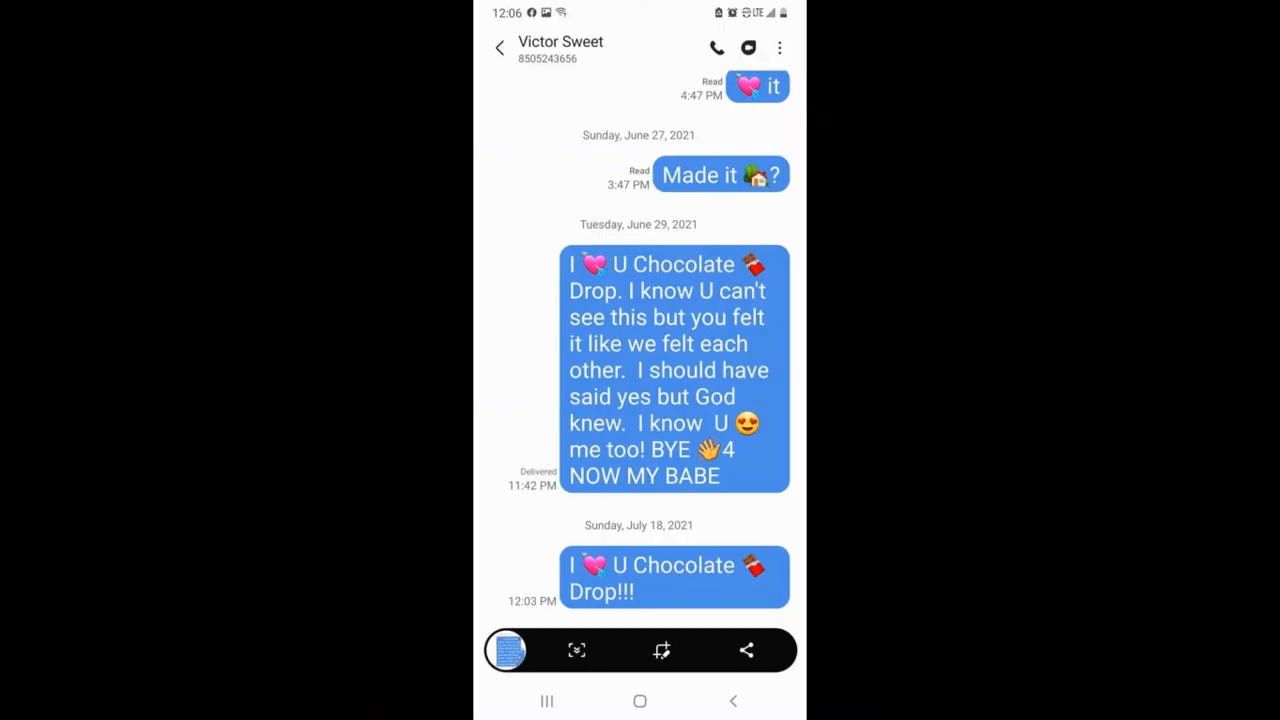 12:06 LTE
Victor Sweet
8505243656
Read
4:47 PM
💘 it
Sunday, June 27, 2021
Read
3:47 PM
Made it 🏡?
Tuesday, June 29, 2021
I 💘 U Chocolate 🍫
Drop. I know U can't
see this but you felt
it like we felt each
other.  I should have
said yes but God
knew.  I know  U 😍
me too! BYE 👋4
NOW MY BABE
Delivered
11:42 PM
Sunday, July 18, 2021
I 💘 U Chocolate 🍫
Drop!!!
12:03 PM